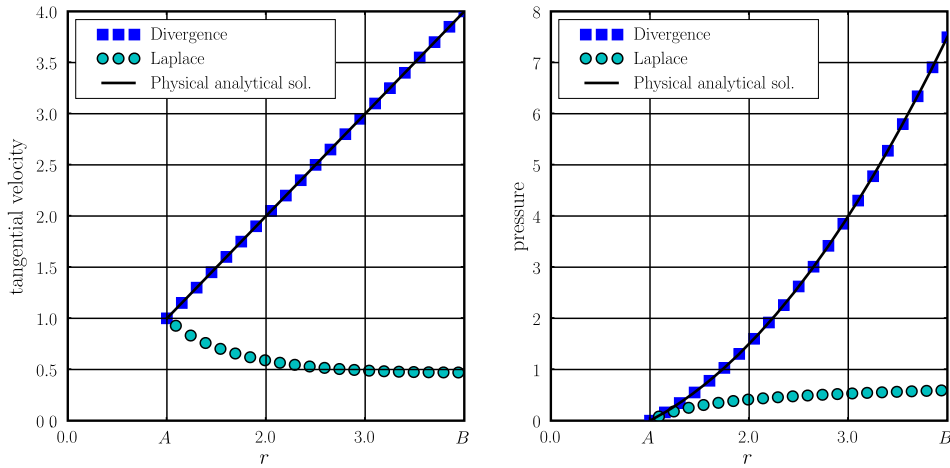 tangential velocity
4.0
3.5
3.0
2.5
2.0
1.5
1.0
0.5
0.0
Divergence
Laplace
Physical analytical sol.
0.0
A
2.0
3.0
B
r
pressure
8
7
6
5
4
3
2
1
0
Divergence
Laplace
Physical analytical sol.
0.0
A
2.0
3.0
B
r